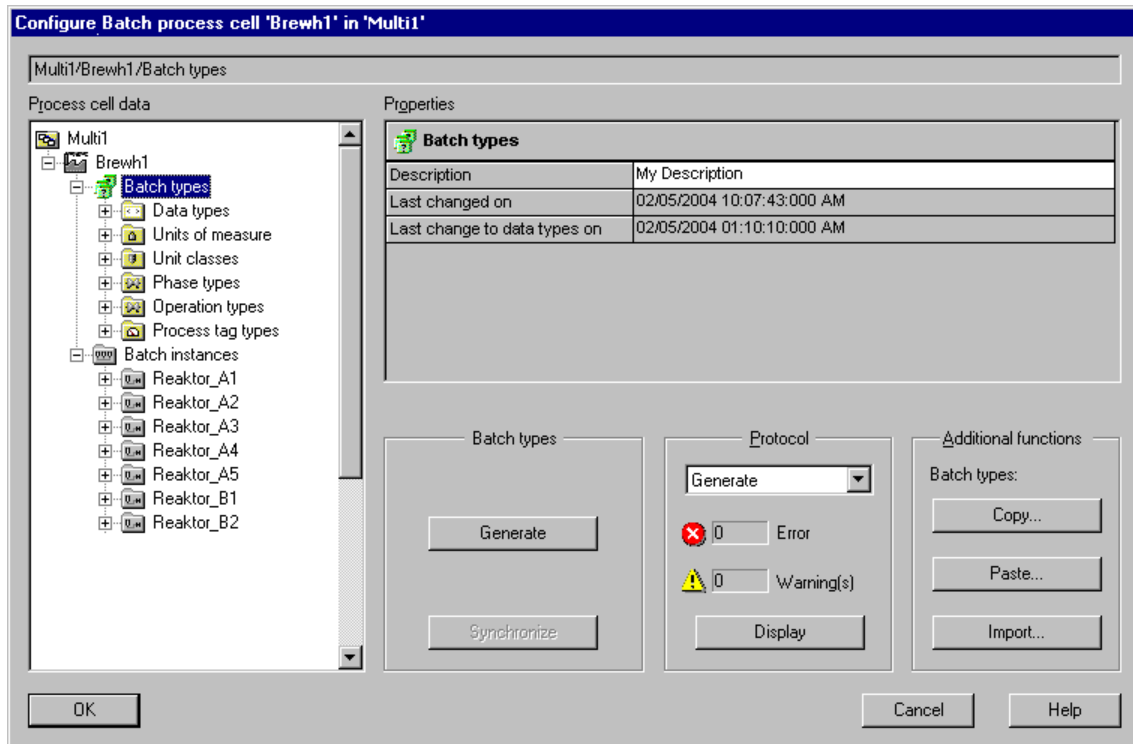 Configure Batch process cell 'Brewh1' in 'Multi1'
Multi1/Brewh1/Batch types
Process cell data
Multi1
Brewh1
Batch types
Data types
Units of measure
Unit classes
Phase types
Operation types
Process tag types
Batch instances
Reaktor_A1
Reaktor_A2
Reaktor_A3
Reaktor_A4
Reaktor_A5
Reaktor_B1
Reaktor_B2
Properties
Batch types
Description My Description
Last changed on 02/05/2004 10:07:43:000 AM
Last change to data types on 02/05/2004 01:10:10:000 AM
Batch types
Generate
Synchronize
Protocol
Generate
0 Error
0 Warning(s)
Display
Additional functions
Batch types:
Copy...
Paste...
Import...
OK
Cancel
Help